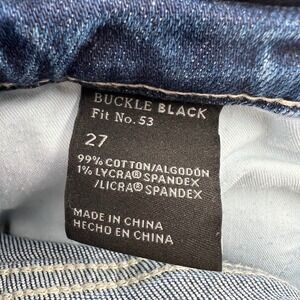 BUCKLE BLACK
Fit No. 53
27
99% COTTON/ALGODÓN
1% LYCRA® SPANDEX
/LICRA® SPANDEX
MADE IN CHINA
HECHO EN CHINA